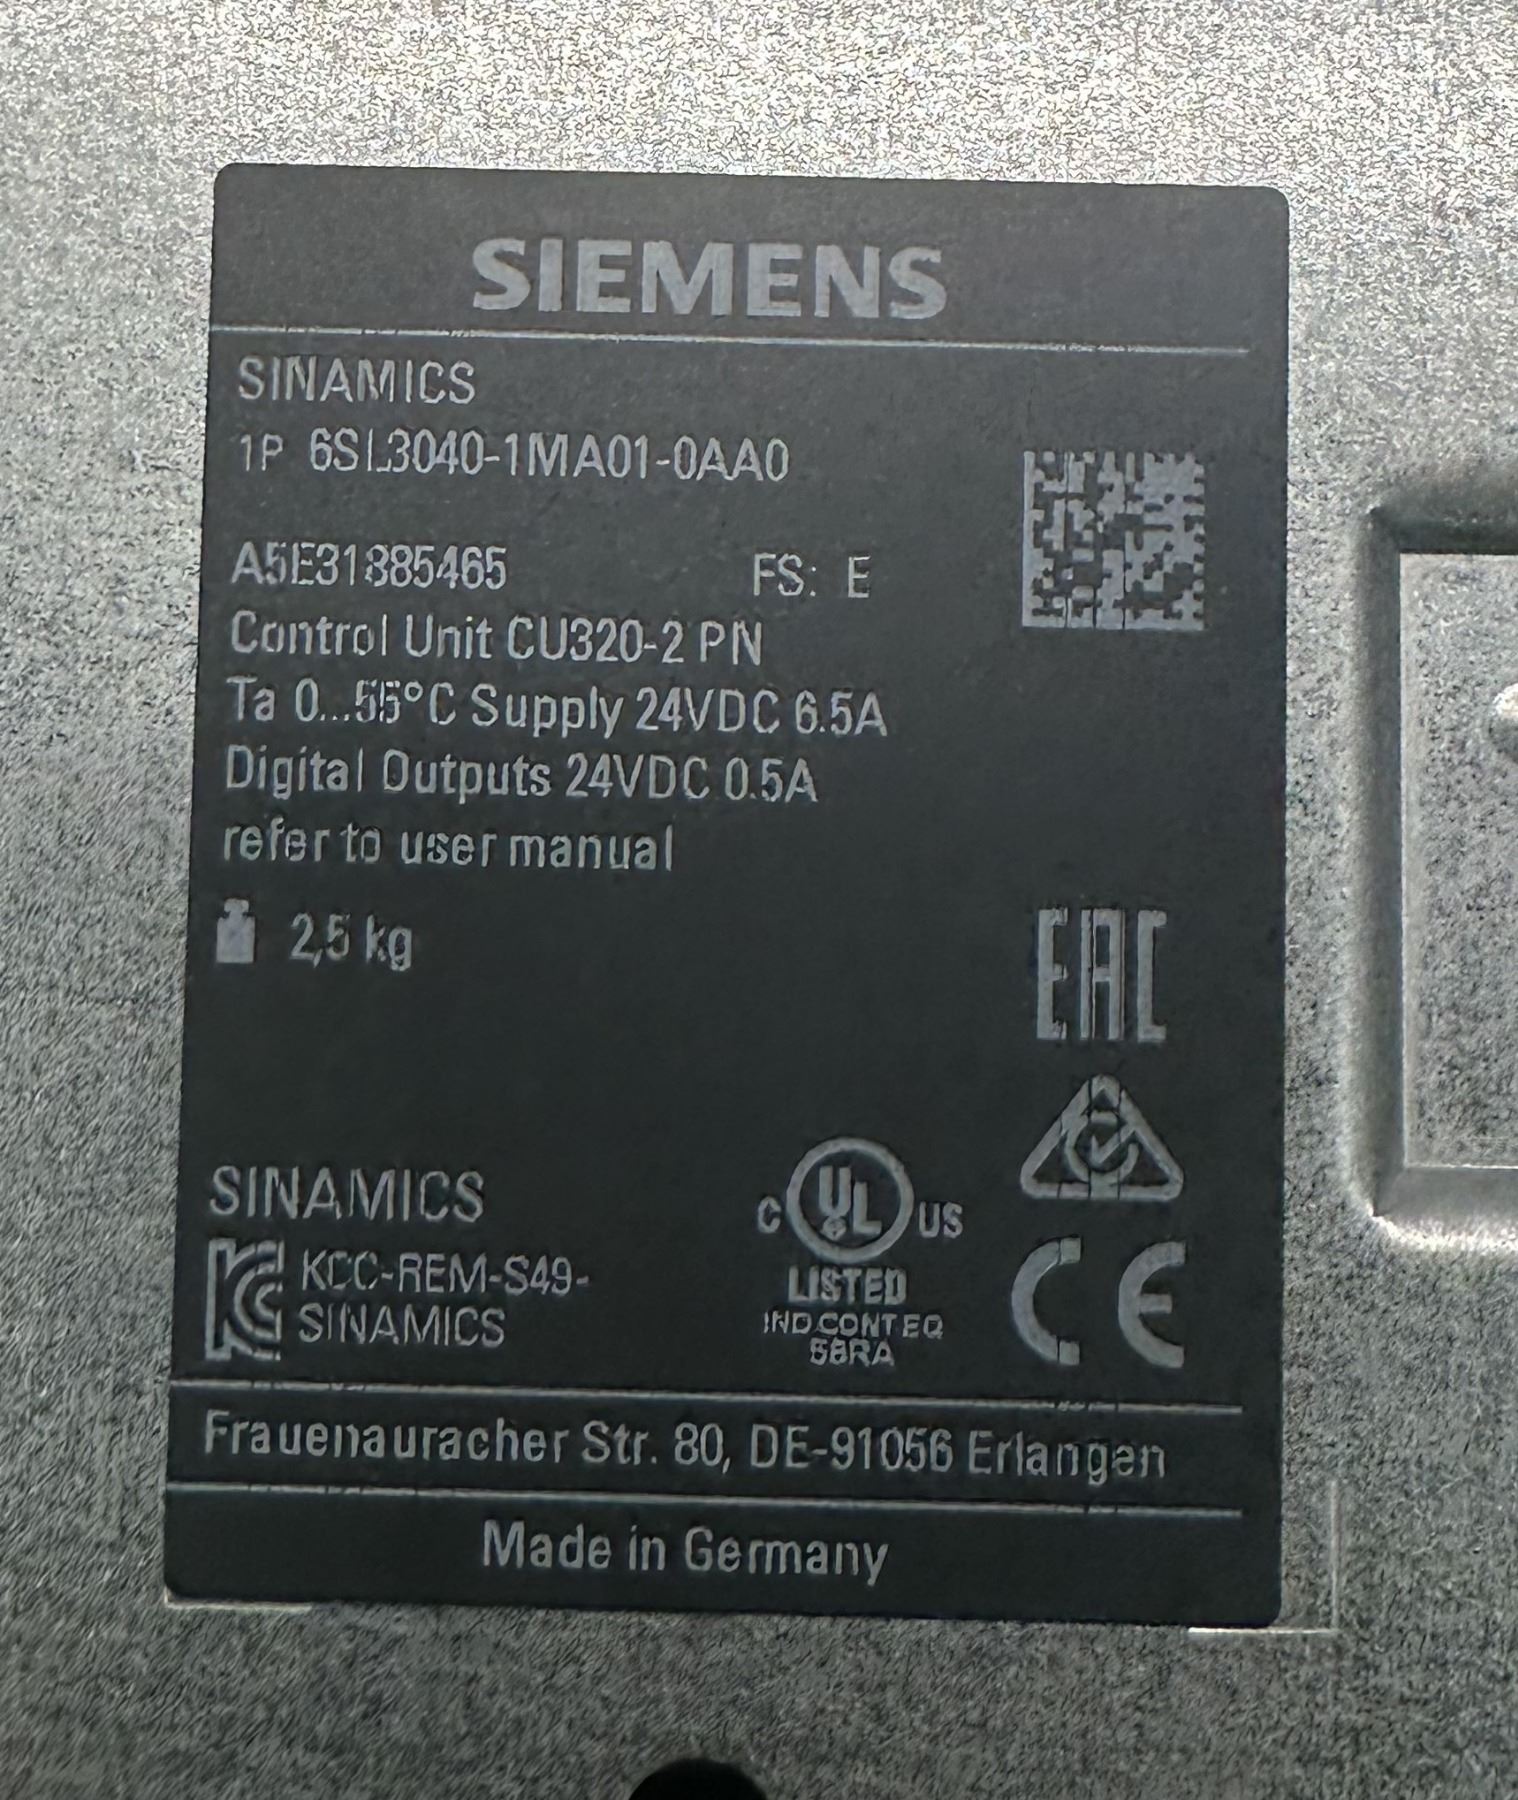 SIEMENS
SINAMICS
1P 6SL3040-1MA01-0AA0
A5E31885465 FS: E
Control Unit CU320-2 PN
Ta 0...55°C Supply 24VDC 6.5A
Digital Outputs 24VDC 0.5A
refer to user manual
2,5 kg
EAC
SINAMICS
KCC-REM-S49-
SINAMICS
C UL US
LISTED
IND.CONT.EQ
58RA
CE
Frauenauracher Str. 80, DE-91056 Erlangen
Made in Germany